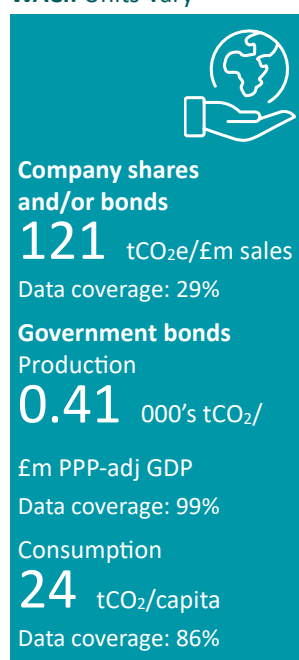 WACI: Units vary
Company shares
and/or bonds
121 tCO₂e/£m sales
Data coverage: 29%
Government bonds
Production
0.41 000's tCO₂/
£m PPP-adj GDP
Data coverage: 99%
Consumption
24 tCO₂/capita
Data coverage: 86%